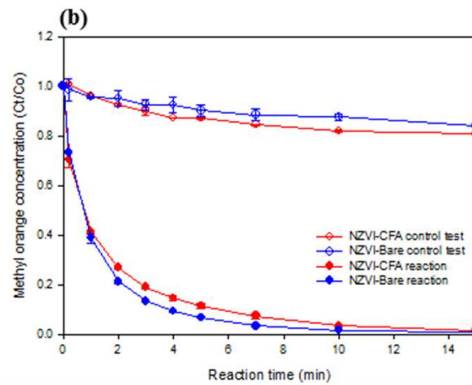 (b)
1.2
1.0
0.8
0.6
0.4
0.2
0.0
Methyl orange concentration (Ct/Co)
NZVI-CFA control test
NZVI-Bare control test
NZVI-CFA reaction
NZVI-Bare reaction
0 2 4 6 8 10 12 14
Reaction time (min)